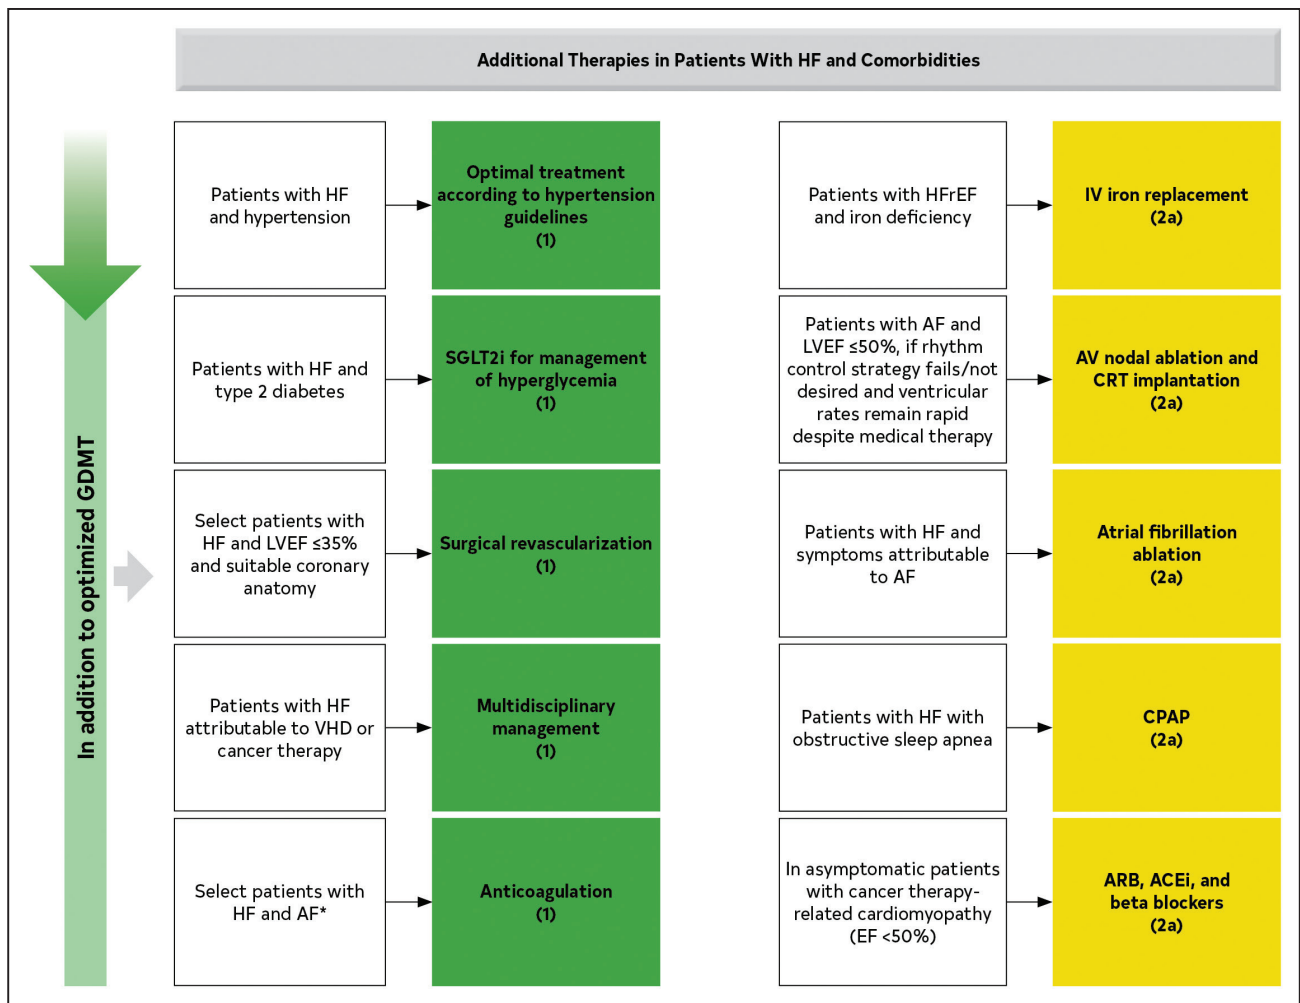 Additional Therapies in Patients With HF and Comorbidities
In addition to optimized GDMT
Patients with HF
and hypertension
Optimal treatment
according to hypertension
guidelines
(1)
Patients with HF and
type 2 diabetes
SGLT2i for management
of hyperglycemia
(1)
Select patients with
HF and LVEF ≤35%
and suitable coronary
anatomy
Surgical revascularization
(1)
Patients with HF
attributable to VHD or
cancer therapy
Multidisciplinary
management
(1)
Select patients with
HF and AF*
Anticoagulation
(1)
Patients with HFrEF
and iron deficiency
IV iron replacement
(2a)
Patients with AF and
LVEF ≤50%, if rhythm
control strategy fails/not
desired and ventricular
rates remain rapid
despite medical therapy
AV nodal ablation and
CRT implantation
(2a)
Patients with HF and
symptoms attributable
to AF
Atrial fibrillation
ablation
(2a)
Patients with HF with
obstructive sleep apnea
CPAP
(2a)
In asymptomatic patients
with cancer therapy-
related cardiomyopathy
(EF <50%)
ARB, ACEi, and
beta blockers
(2a)